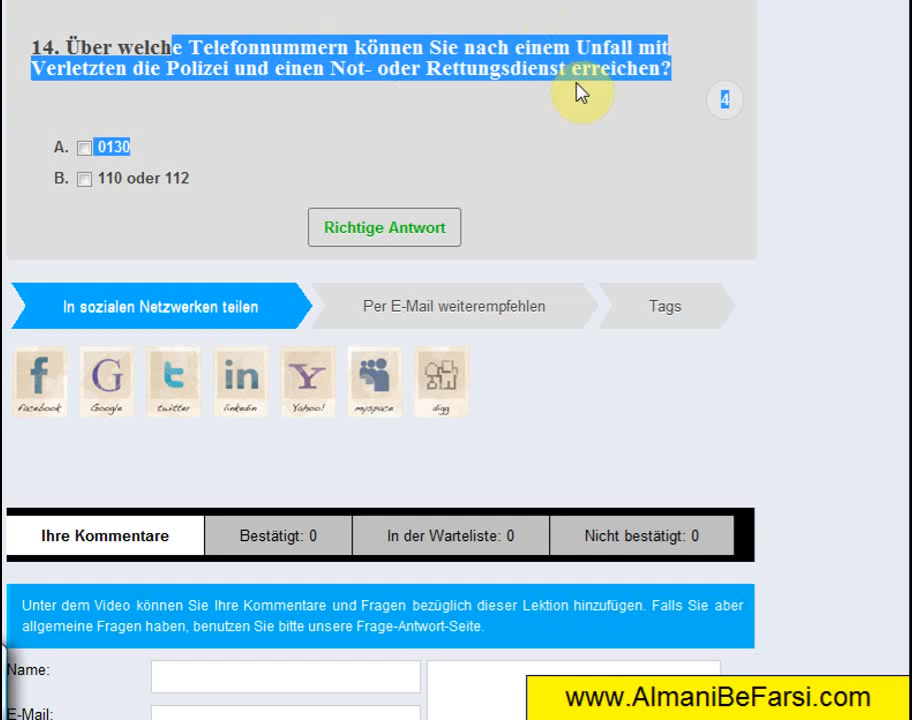 14. Über welche Telefonnummern können Sie nach einem Unfall mit
Verletzten die Polizei und einen Not- oder Rettungsdienst erreichen?
4
A. 0130
B. 110 oder 112
Richtige Antwort
In sozialen Netzwerken teilen Per E-Mail weiterempfehlen Tags
facebook Google twitter linkedin Yahoo! myspace digg
Ihre Kommentare Bestätigt: 0 In der Warteliste: 0 Nicht bestätigt: 0
Unter dem Video können Sie Ihre Kommentare und Fragen bezüglich dieser Lektion hinzufügen. Falls Sie aber
allgemeine Fragen haben, benutzen Sie bitte unsere Frage-Antwort-Seite.
Name:
www.AlmaniBeFarsi.com
E-Mail: